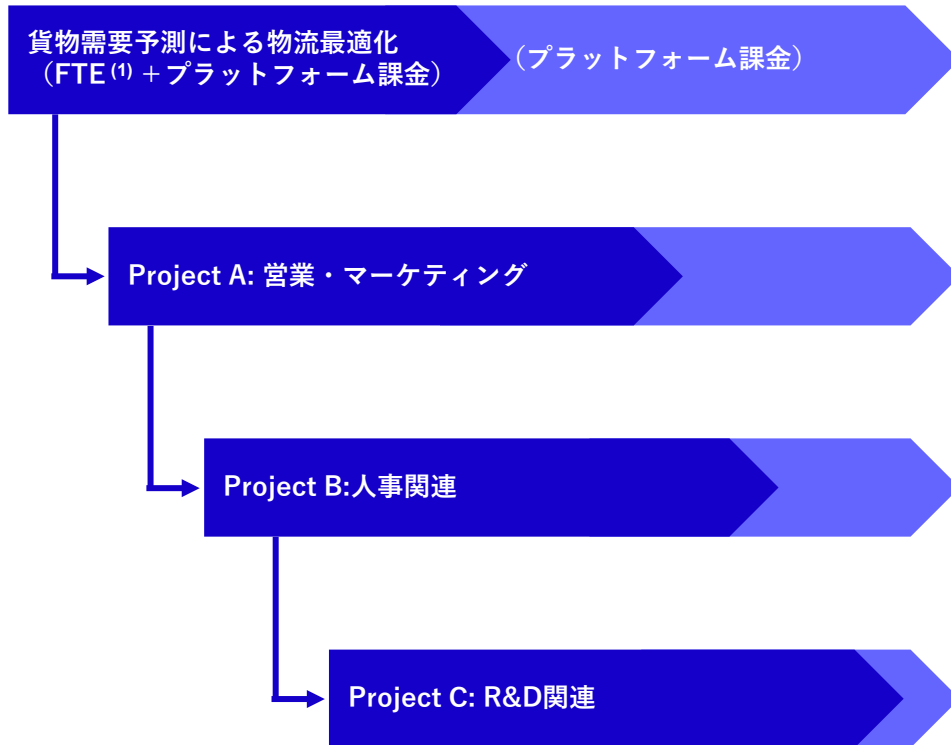 貨物需要予測による物流最適化
（FTE (1) ＋プラットフォーム課金）
（プラットフォーム課金）
Project A: 営業・マーケティング
Project B:人事関連
Project C: R&D関連